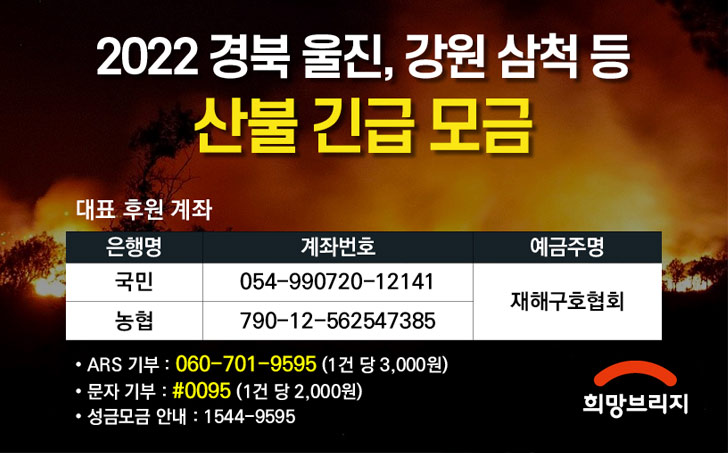 2022 경북 울진, 강원 삼척 등
산불 긴급 모금
대표 후원 계좌
은행명 계좌번호 예금주명
국민 054-990720-12141
재해구호협회
농협 790-12-562547385
• ARS 기부 : 060-701-9595 (1건 당 3,000원)
• 문자 기부 : #0095 (1건 당 2,000원)
• 성금모금 안내 : 1544-9595
희망브리지